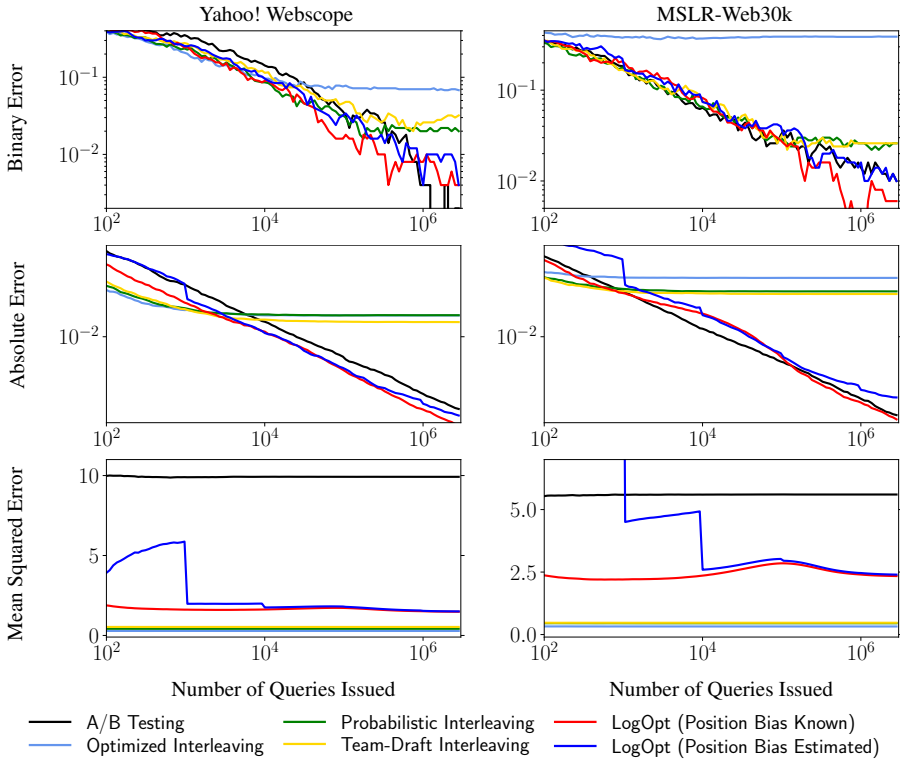 Yahoo! Webscope
MSLR-Web30k
Binary Error
10^-1
10^-2
10^2
10^4
10^6
10^-1
10^-2
10^2
10^4
10^6
Absolute Error
10^-2
10^2
10^4
10^6
10^-2
10^2
10^4
10^6
Mean Squared Error
10
5
0
10^2
10^4
10^6
5.0
2.5
0.0
10^2
10^4
10^6
Number of Queries Issued
Number of Queries Issued
A/B Testing
Probabilistic Interleaving
LogOpt (Position Bias Known)
Optimized Interleaving
Team-Draft Interleaving
LogOpt (Position Bias Estimated)